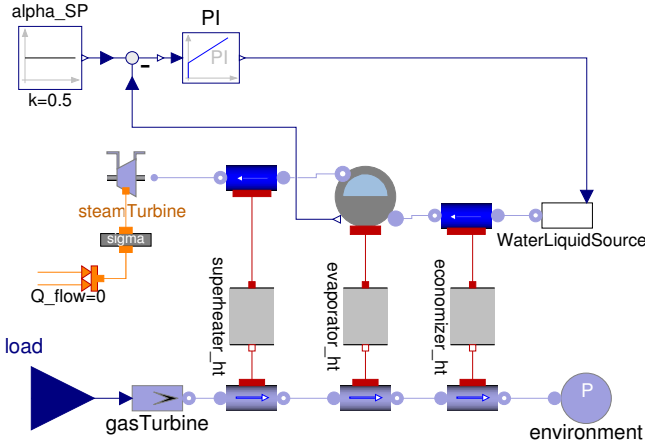 alpha_SP
PI
PI
k=0.5
steamTurbine
sigma
WaterLiquidSource
Q_flow=0
superheater_ht
evaporator_ht
economizer_ht
load
P
gasTurbine
environment